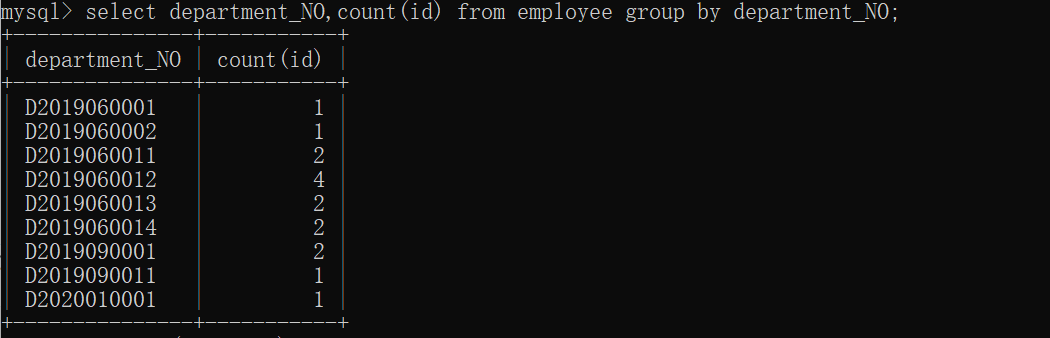 mysql> select department_NO,count(id) from employee group by department_NO;
+---------------+-----------+
| department_NO | count(id) |
+---------------+-----------+
| D2019060001   |         1 |
| D2019060002   |         1 |
| D2019060011   |         2 |
| D2019060012   |         4 |
| D2019060013   |         2 |
| D2019060014   |         2 |
| D2019090001   |         2 |
| D2019090011   |         1 |
| D2020010001   |         1 |
+---------------+-----------+